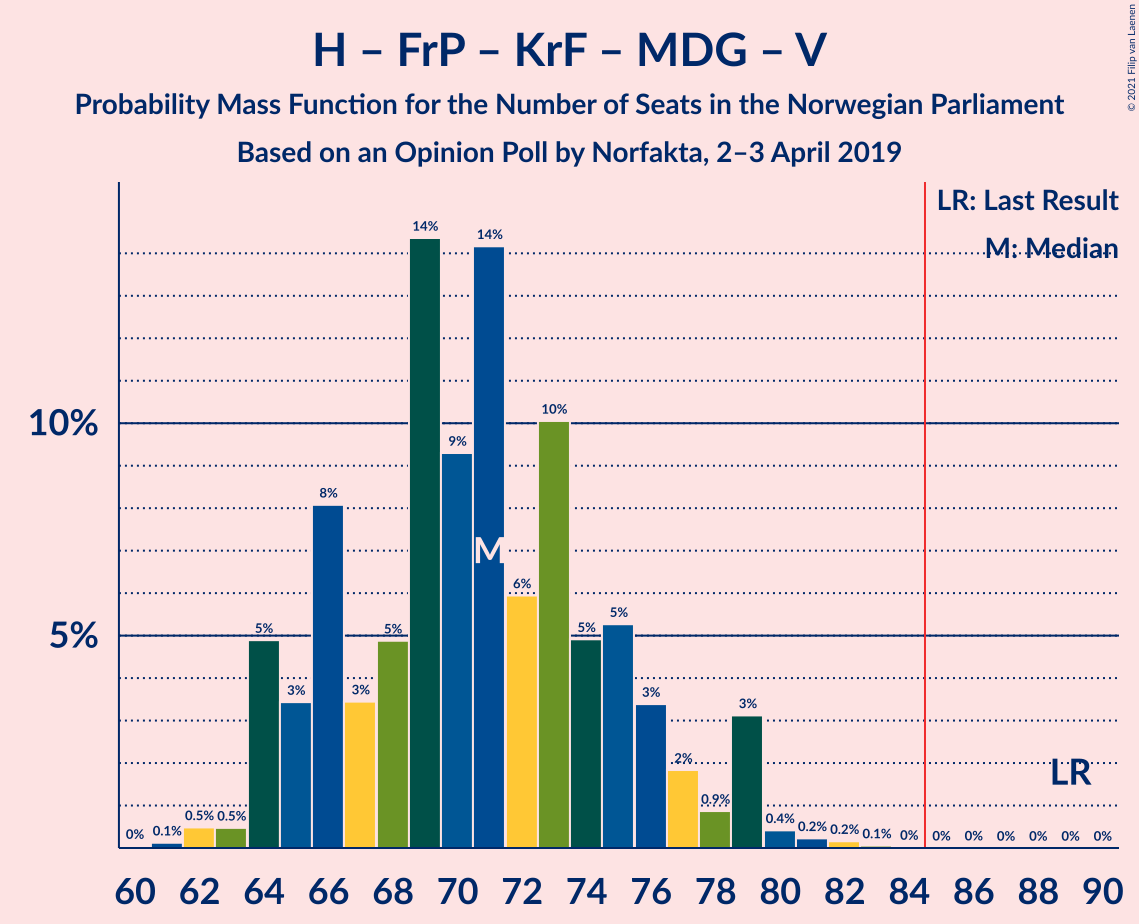 H – FrP – KrF – MDG – V
Probability Mass Function for the Number of Seats in the Norwegian Parliament
Based on an Opinion Poll by Norfakta, 2–3 April 2019
© 2021 Filip van Laenen
LR: Last Result
M: Median
10%
5%
0% 0.1% 0.5% 0.5% 5% 3% 8% 3% 5% 14% 9% 14% 6% 10% 5% 5% 3% 2% 0.9% 3% 0.4% 0.2% 0.2% 0.1% 0% 0% 0% 0% 0% 0% 0%
M
LR
60 62 64 66 68 70 72 74 76 78 80 82 84 86 88 90